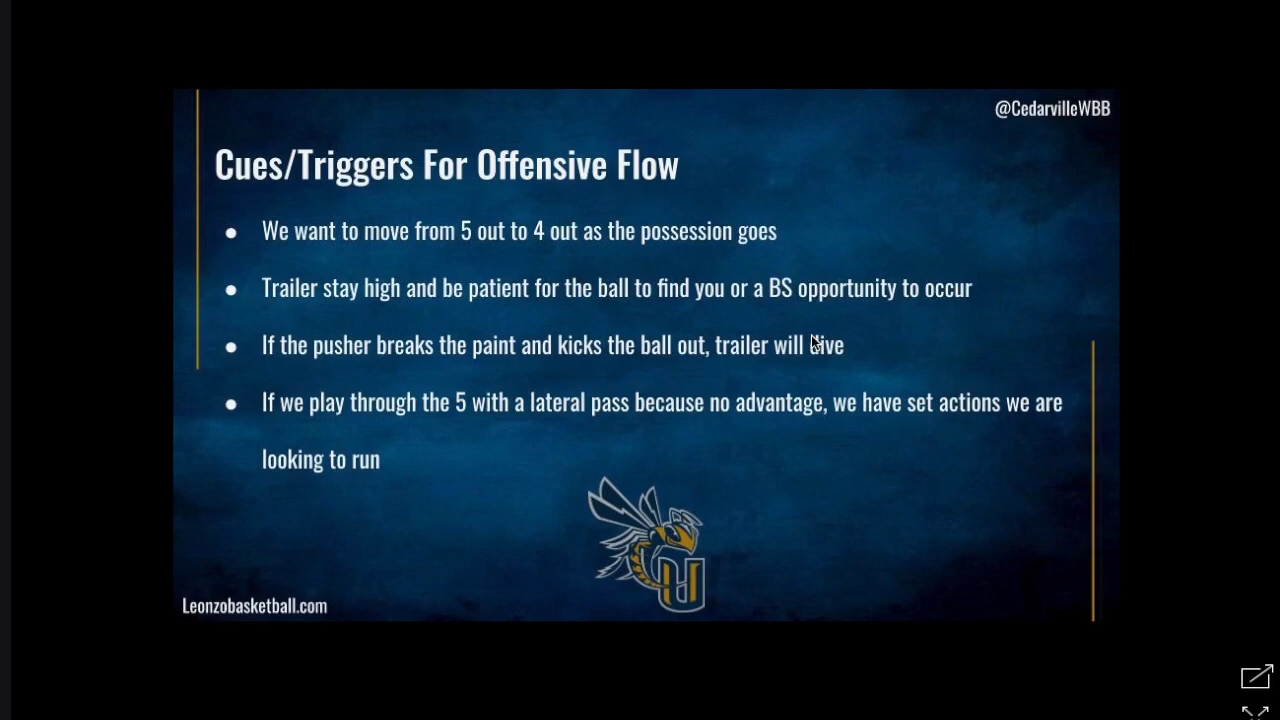 @CedarvilleWBB
Cues/Triggers For Offensive Flow
● We want to move from 5 out to 4 out as the possession goes
● Trailer stay high and be patient for the ball to find you or a BS opportunity to occur
● If the pusher breaks the paint and kicks the ball out, trailer will dive
● If we play through the 5 with a lateral pass because no advantage, we have set actions we are
looking to run
U
Leonzobasketball.com